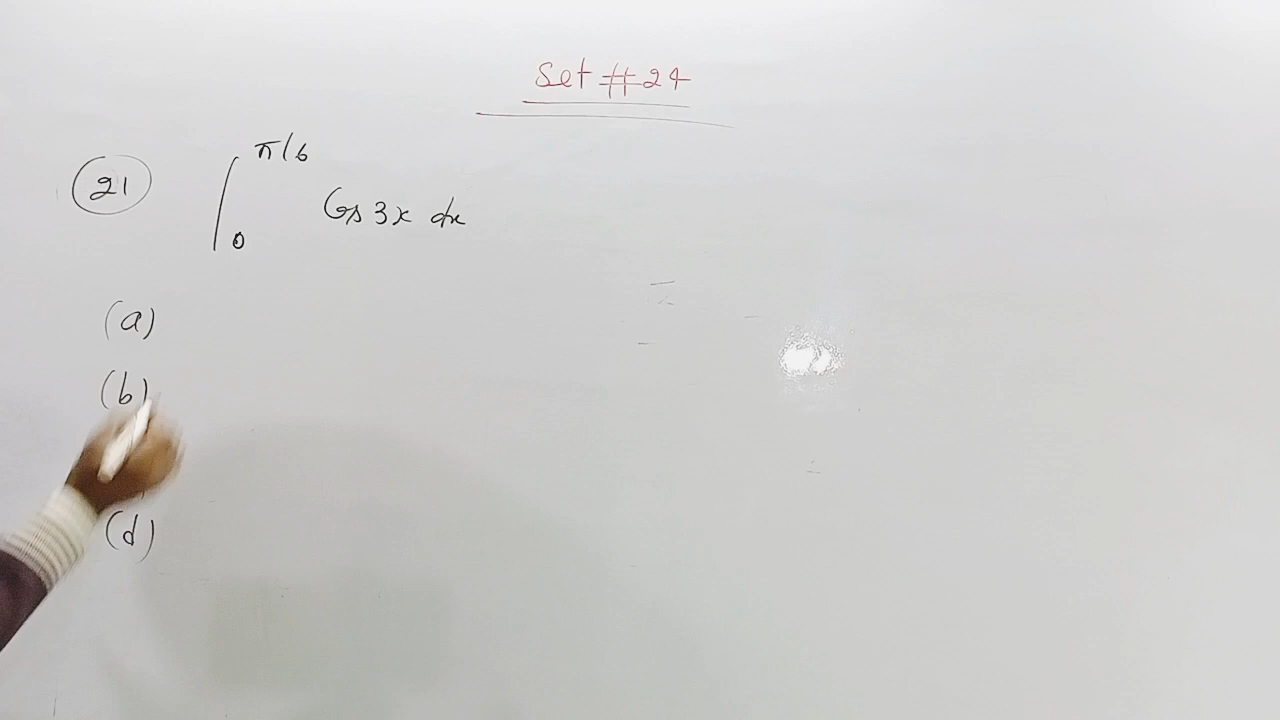 Set # 24
(21) ∫₀^π/6 Cos 3x dx
(a)
(b)
(d)